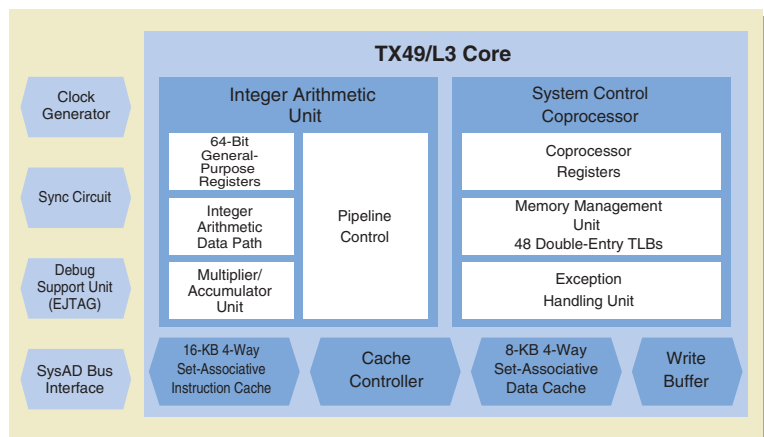 TX49/L3 Core
Clock
Generator
Sync Circuit
Debug
Support Unit
(EJTAG)
SysAD Bus
Interface
Integer Arithmetic
Unit
64-Bit
General-
Purpose
Registers
Integer
Arithmetic
Data Path
Multiplier/
Accumulator
Unit
Pipeline
Control
System Control
Coprocessor
Coprocessor
Registers
Memory Management
Unit
48 Double-Entry TLBs
Exception
Handling Unit
16-KB 4-Way
Set-Associative
Instruction Cache
Cache
Controller
8-KB 4-Way
Set-Associative
Data Cache
Write
Buffer